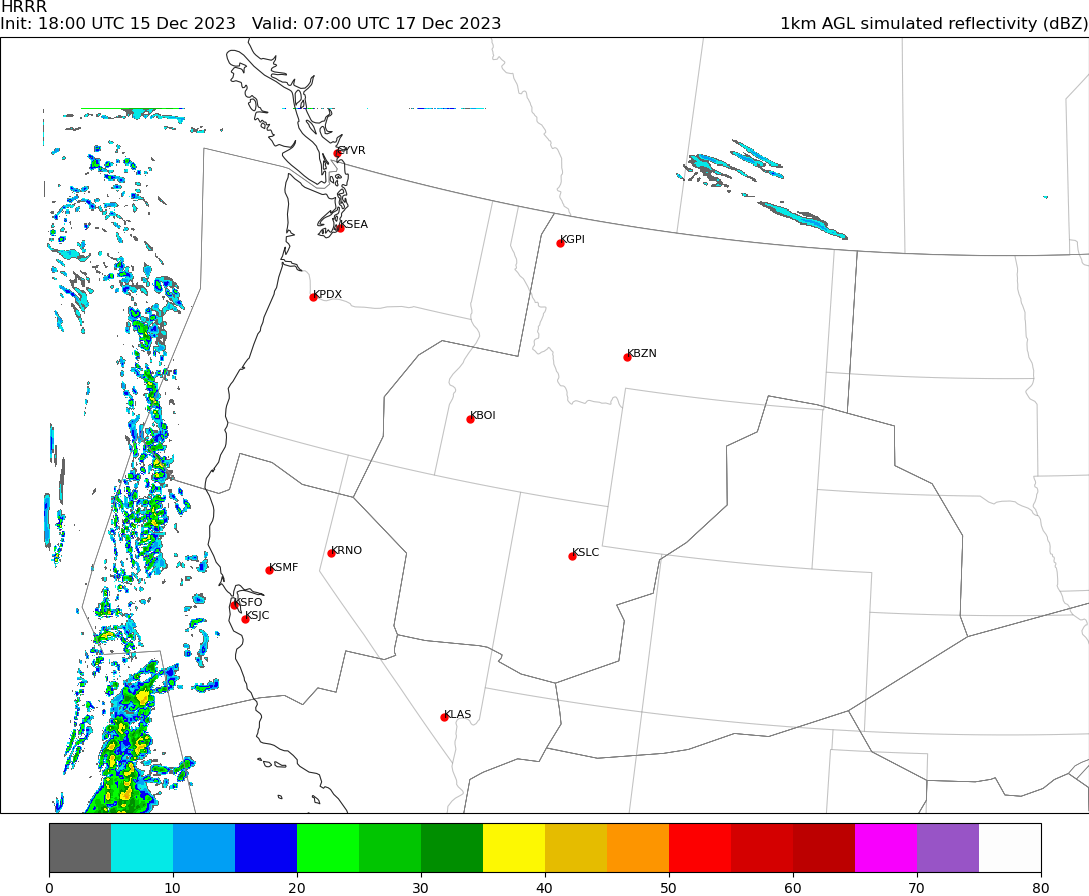 HRRR
Init: 18:00 UTC 15 Dec 2023   Valid: 07:00 UTC 17 Dec 2023   1km AGL simulated reflectivity (dBZ)
CYVR
KSEA
KGPI
KPDX
KBZN
KBOI
KRNO
KSLC
KSMF
KSFO
KSJC
KLAS
0 10 20 30 40 50 60 70 80